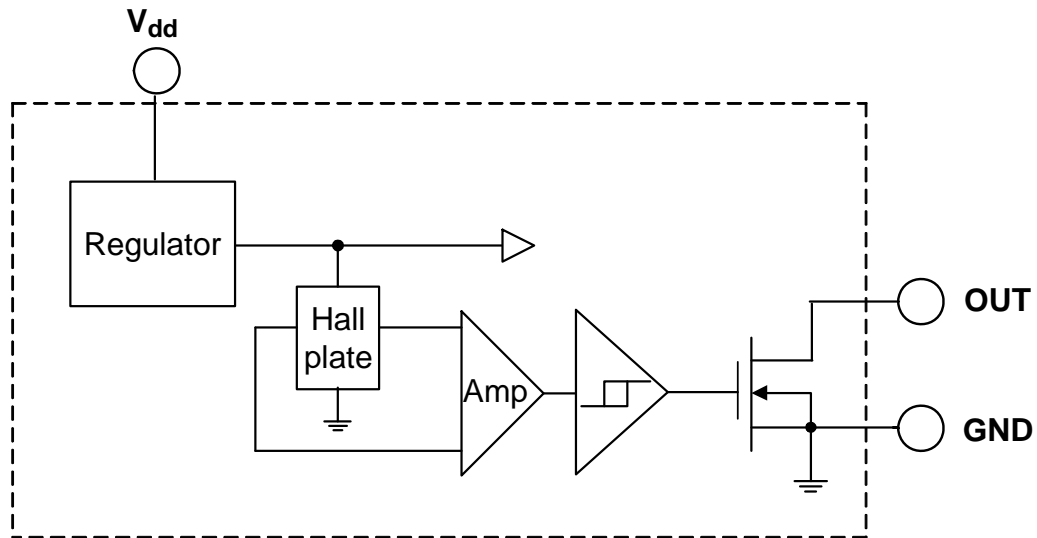 Vdd
Regulator
Hall
plate
Amp
OUT
GND